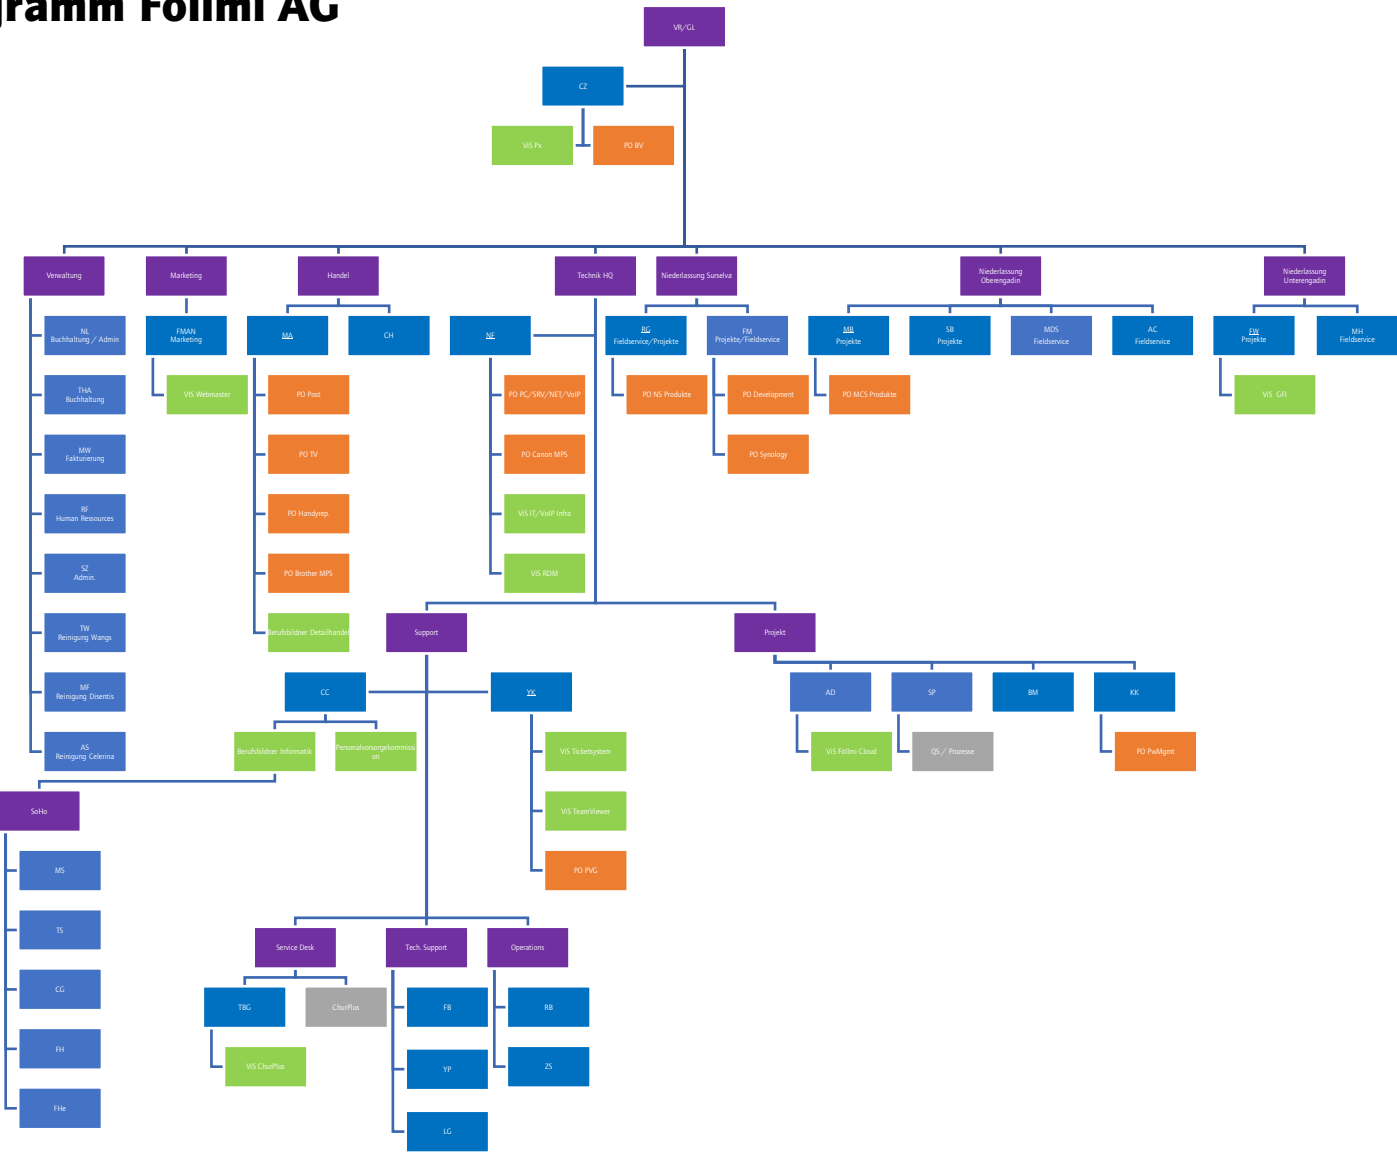 gramm Föllmi AG
VR/GL
CZ
ViS Px
PO BV
Verwaltung
Marketing
Handel
Technik HQ
Niederlassung Surselva
Niederlassung
Oberengadin
Niederlassung
Unterengadin
NL
Buchhaltung / Admin
FMAN
Marketing
MA
CH
NF
RG
Fieldservice/Projekte
FM
Projekte/Fieldservice
MB
Projekte
SB
Projekte
MDS
Fieldservice
AC
Fieldservice
FW
Projekte
MH
Fieldservice
THA
Buchhaltung
ViS Webmaster
PO Post
PO PC/SRV/NET/VoIP
PO NS Produkte
PO Development
PO MCS Produkte
ViS GFI
MW
Fakturierung
PO TV
PO Canon MPS
PO Synology
RF
Human Ressources
PO Handyrep.
ViS IT/VoIP Infra
SZ
Admin.
PO Brother MPS
ViS RDM
TW
Reinigung Wangs
Berufsbildner Detailhandel
Support
Projekt
MF
Reinigung Disentis
CC
YK
AD
SP
BM
KK
AS
Reinigung Celerina
Berufsbildner Informatik
Personalvorsorgekommissi
on
ViS Ticketsystem
ViS Föllmi Cloud
QS / Prozesse
PO PwMgmt
SoHo
ViS TeamViewer
MS
PO PVG
TS
Service Desk
Tech. Support
Operations
CG
TBG
ChurPlus
FB
RB
FH
ViS ChurPlus
YP
ZS
FHe
LG